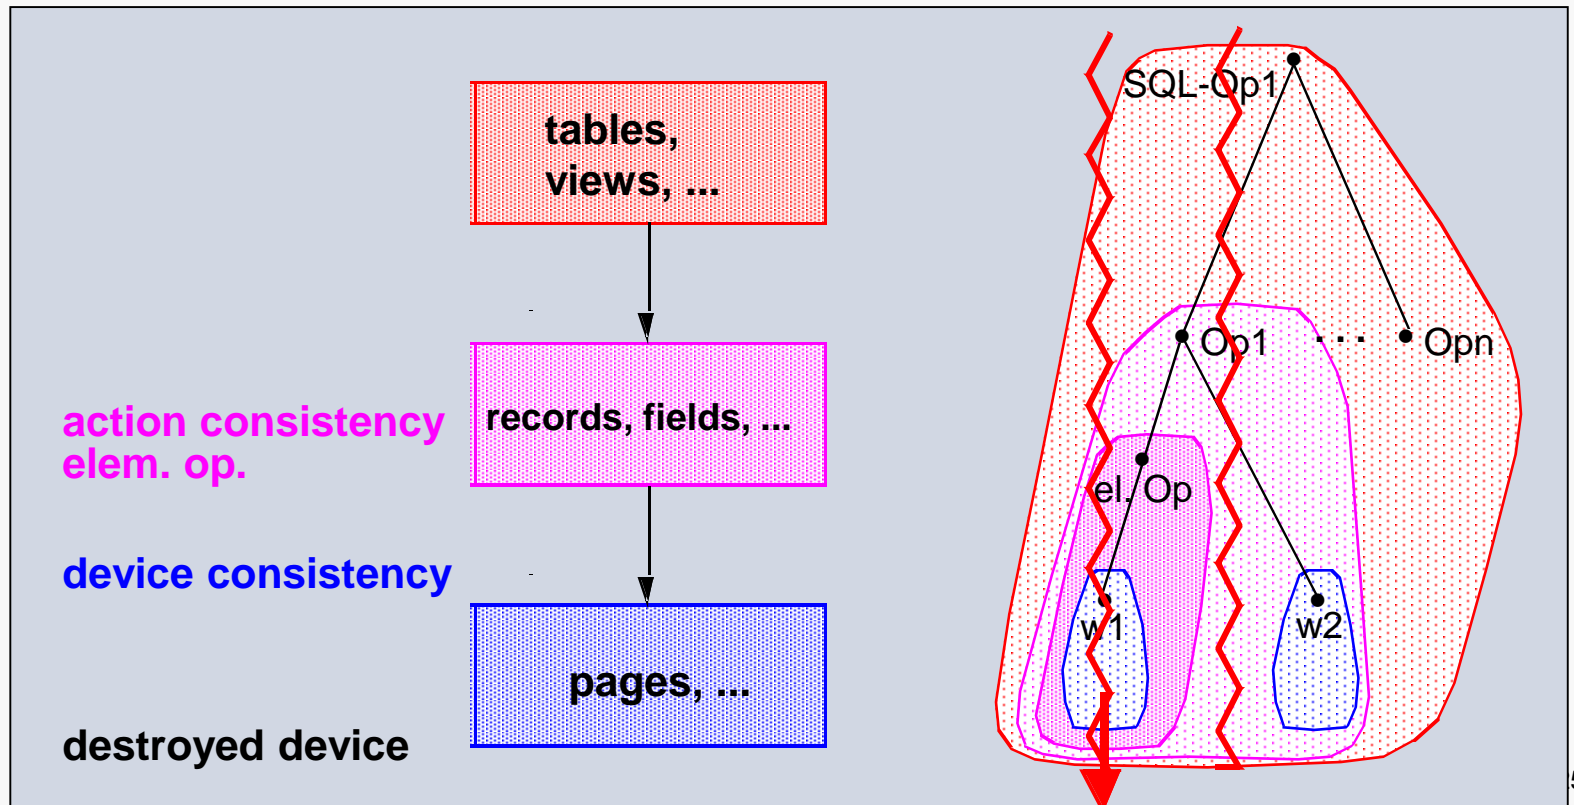 tables,
views, ...
records, fields, ...
pages, ...
action consistency
elem. op.
device consistency
destroyed device
SQL-Op1
Op1
. . .
Opn
el. Op
w1
w2